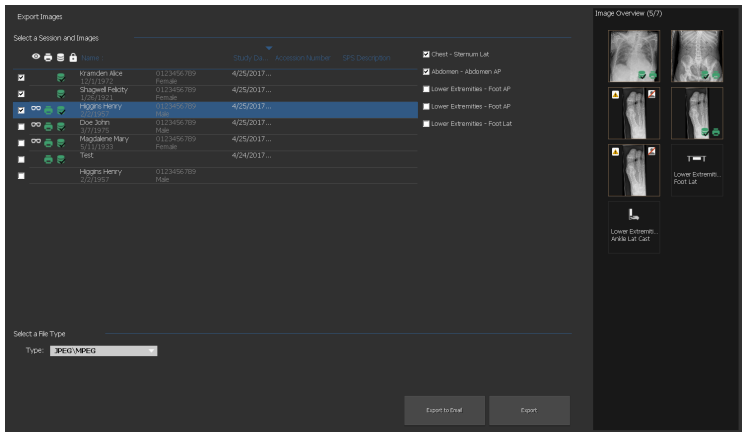 Export Images
Image Overview (5/7)
Select a Session and Images
Name
Study Da...
Accession Number
SPS Description
Kramden Alice
0123456789
4/25/2017...
12/1/1972
Female
Shagwell Felicity
0123456789
4/25/2017...
1/26/1921
Female
Higgins Henry
0123456789
4/25/2017...
2/2/1957
Male
Doe John
0123456789
4/25/2017...
3/7/1975
Male
Magdalene Mary
0123456789
4/25/2017...
5/11/1933
Female
Test
4/24/2017...
Higgins Henry
0123456789
2/2/1957
Male
Chest - Sternum Lat
Abdomen - Abdomen AP
Lower Extremities - Foot AP
Lower Extremities - Foot AP
Lower Extremities - Foot Lat
Lower Extremiti...
Foot Lat
Lower Extremiti...
Ankle Lat Cast
Select a File Type
Type:
JPEG\MPEG
Export to Email
Export